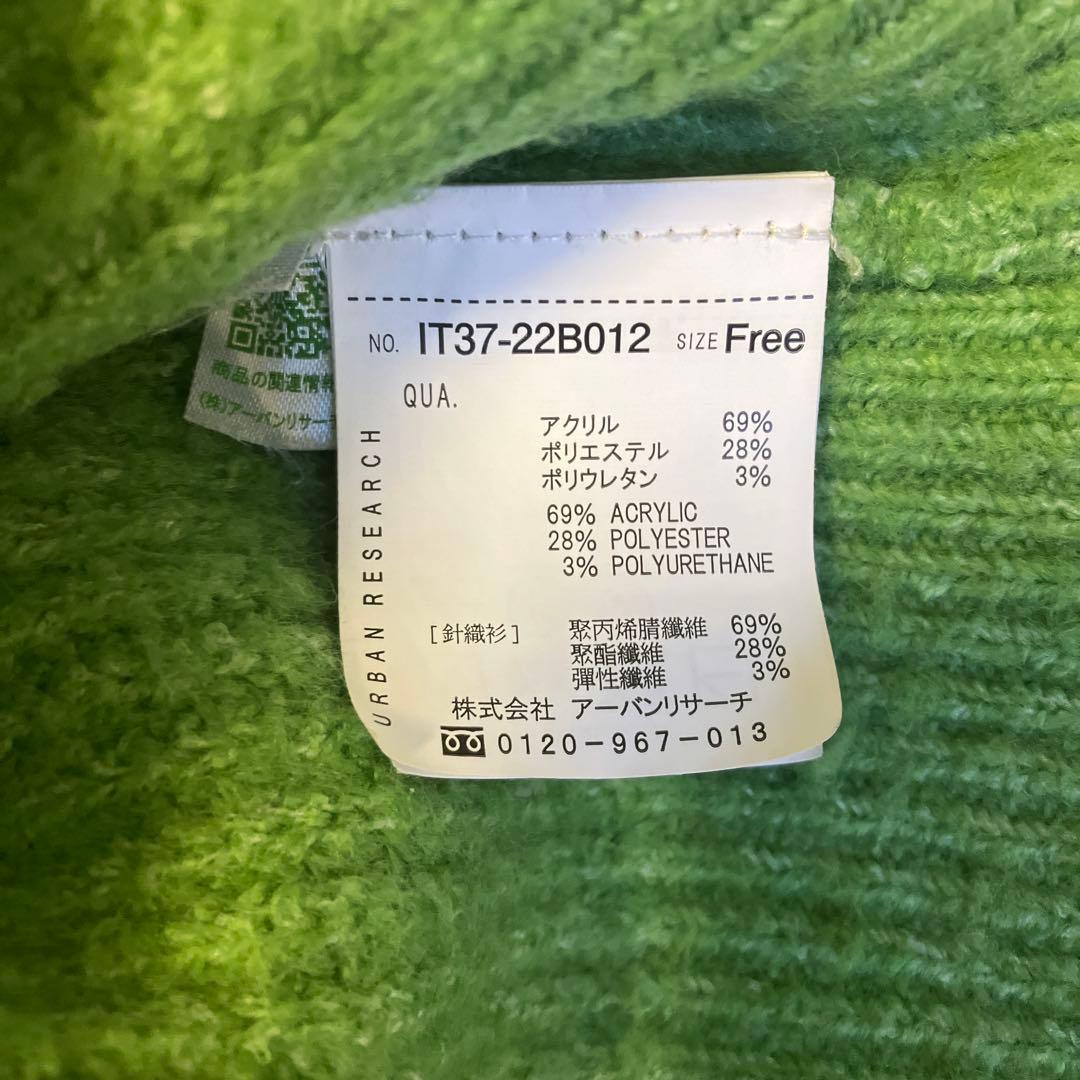 NO. IT37-22B012 SIZE Free
QUA.
アクリル 69%
ポリエステル 28%
ポリウレタン 3%
69% ACRYLIC
28% POLYESTER
3% POLYURETHANE
[針織衫] 聚丙烯腈纖維 69%
聚酯纖維 28%
彈性纖維 3%
株式会社 アーバンリサーチ
0120-967-013
URBAN RESEARCH
商品の関連情報
(株)アーバンリサー